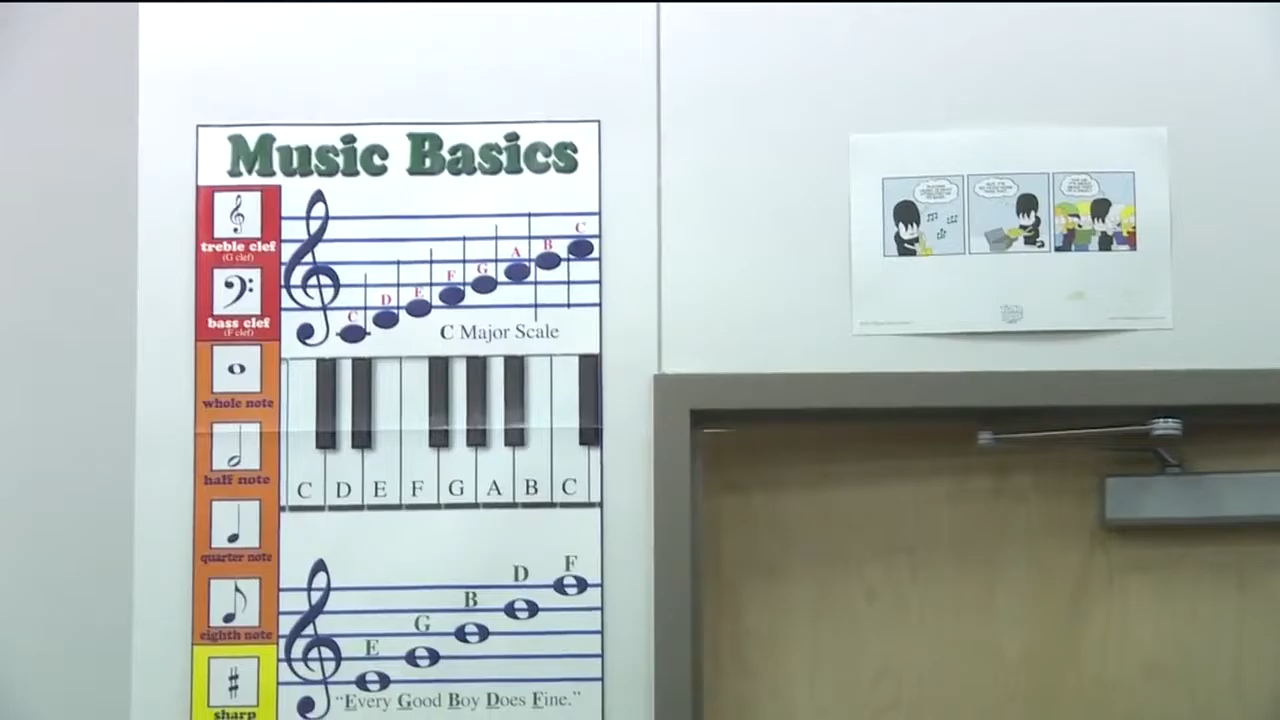 Music Basics
treble clef
(G clef)
bass clef
(F clef)
whole note
half note
quarter note
eighth note
sharp
C D E F G A B C
C Major Scale
C D E F G A B C
E G B D F
"Every Good Boy Does Fine."